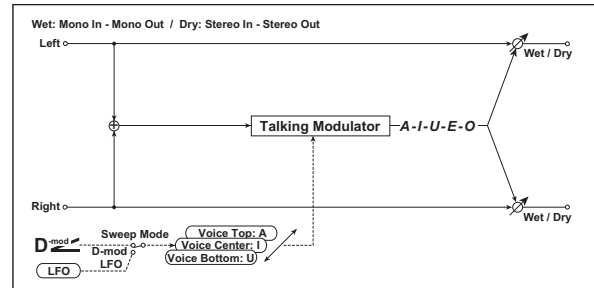 Wet: Mono In - Mono Out / Dry: Stereo In - Stereo Out
Left
Wet / Dry
Talking Modulator
A-I-U-E-O
Right
Wet / Dry
D-mod
Sweep Mode
D-mod
LFO
LFO
Voice Top: A
Voice Center: I
Voice Bottom: U